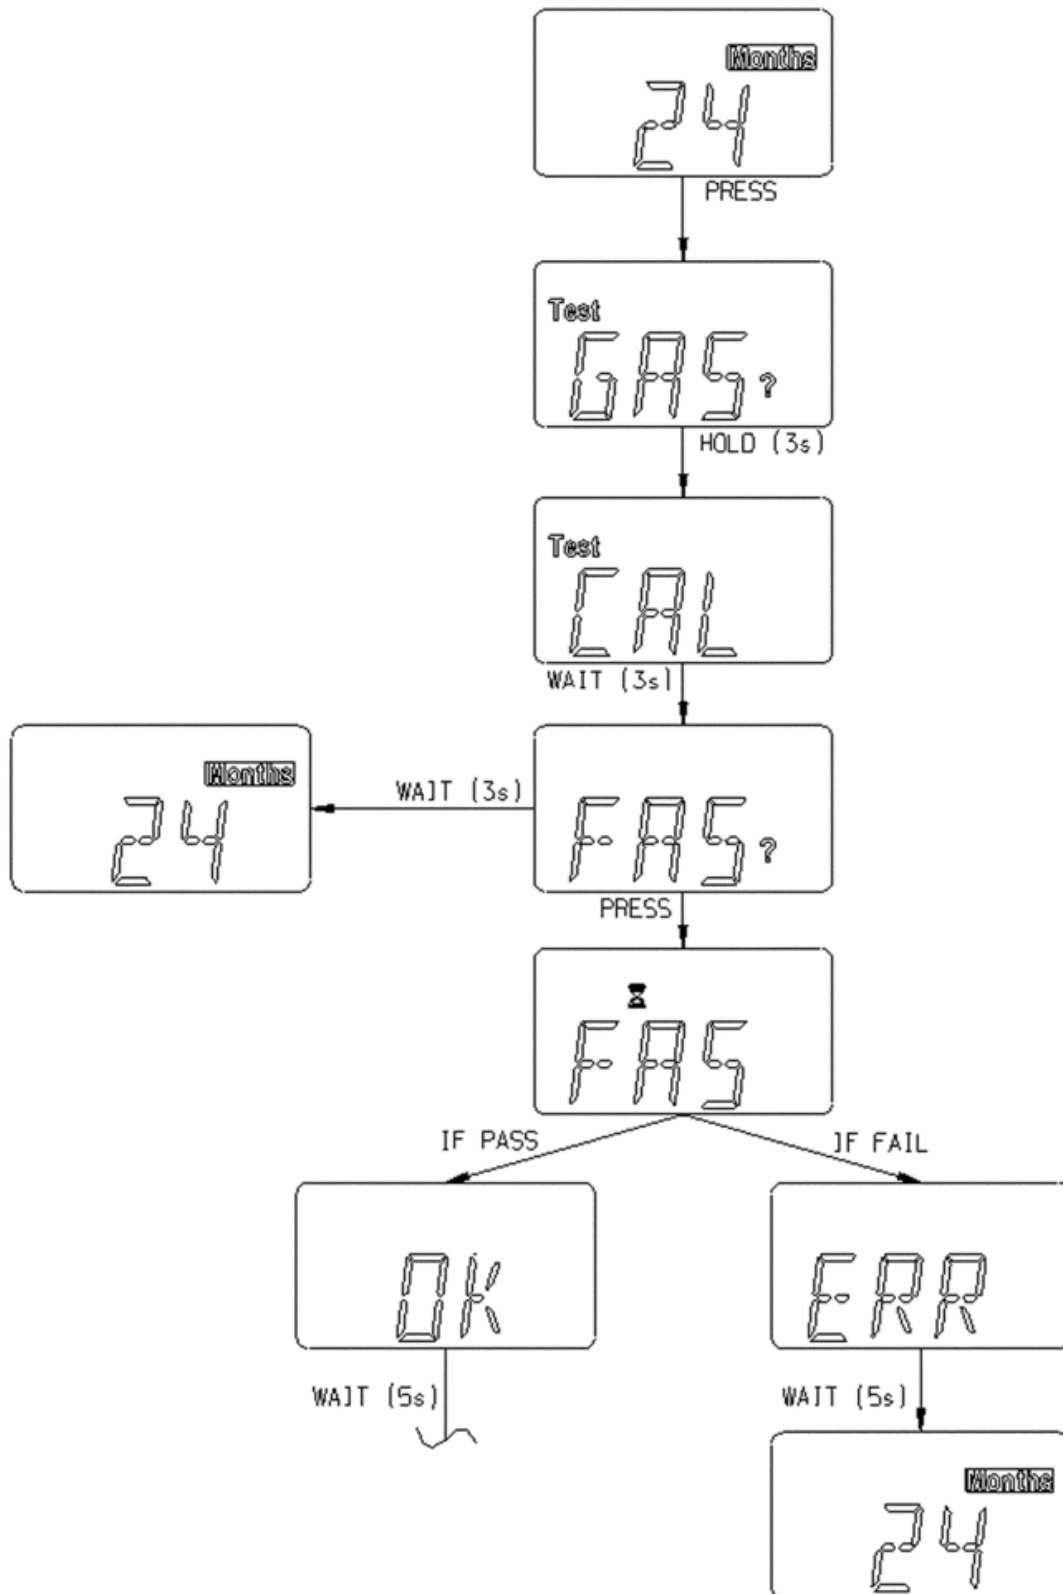 Months
24
PRESS
Test
GAS?
HOLD (3s)
Test
CAL
WAIT (3s)
Months
24
WAIT (3s)
FAS?
PRESS
FAS
IF PASS
IF FAIL
OK
ERR
WAIT (5s)
WAIT (5s)
Months
24